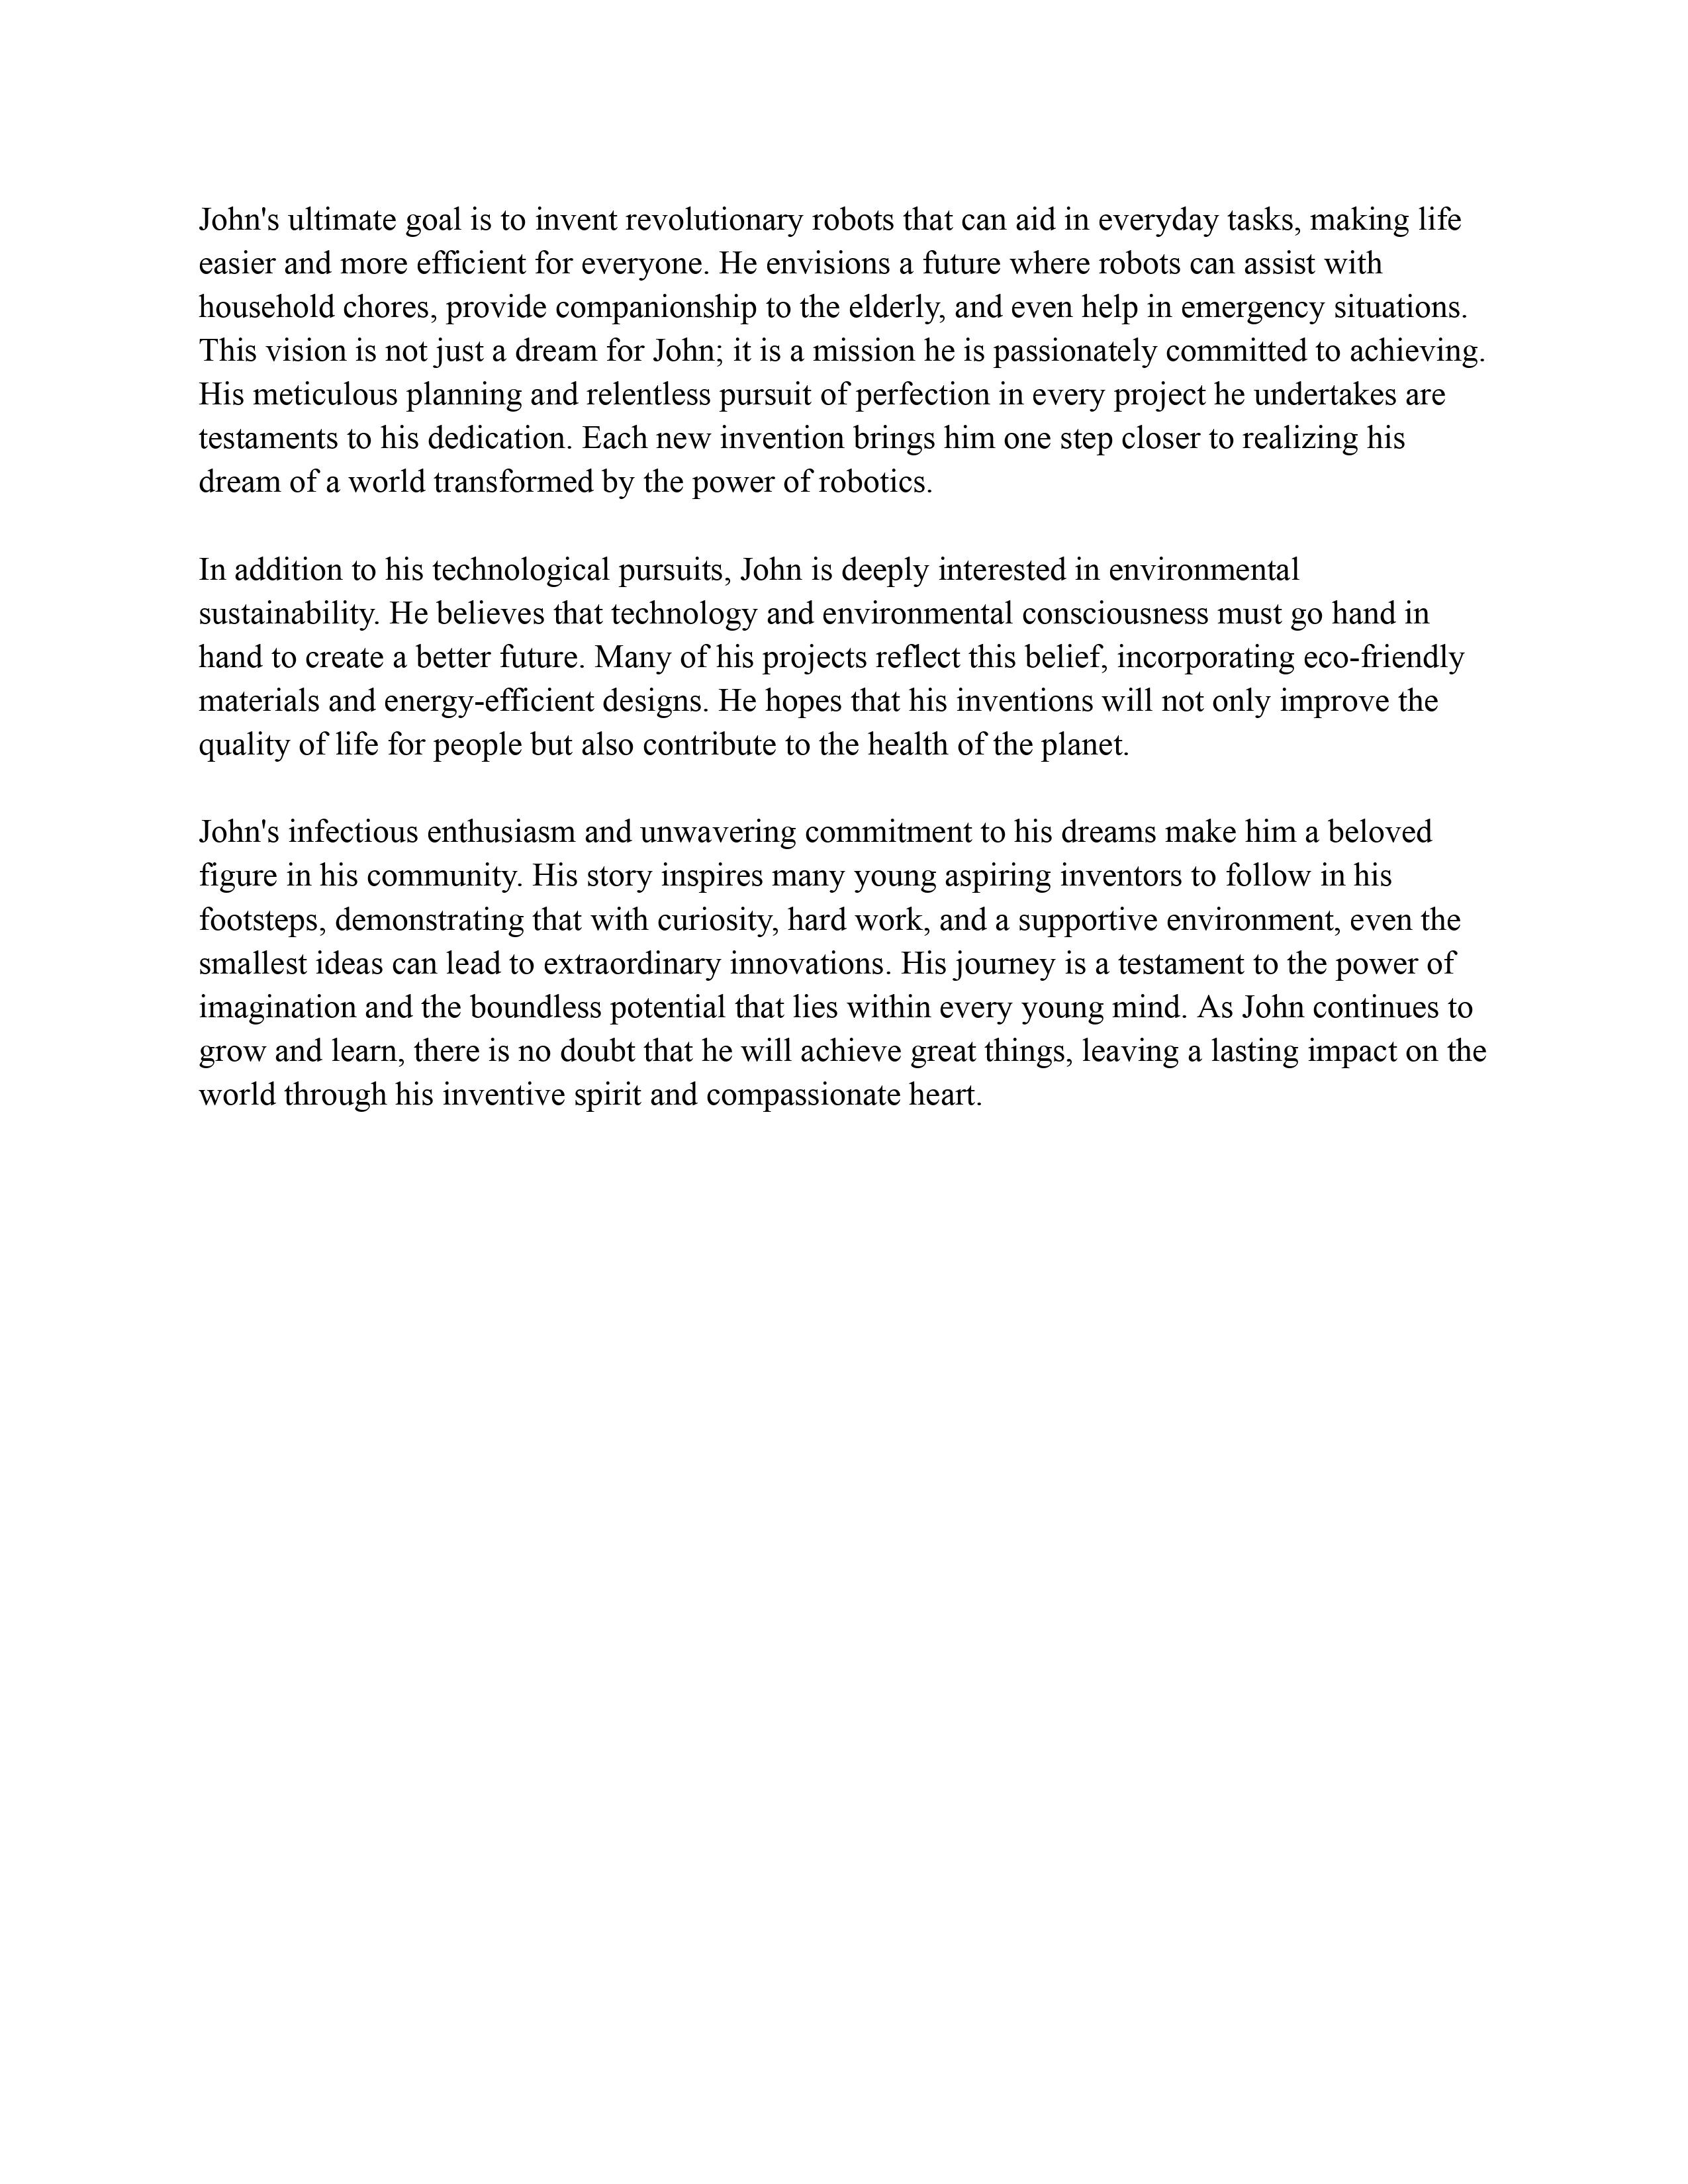 John's ultimate goal is to invent revolutionary robots that can aid in everyday tasks, making life
easier and more efficient for everyone. He envisions a future where robots can assist with
household chores, provide companionship to the elderly, and even help in emergency situations.
This vision is not just a dream for John; it is a mission he is passionately committed to achieving.
His meticulous planning and relentless pursuit of perfection in every project he undertakes are
testaments to his dedication. Each new invention brings him one step closer to realizing his
dream of a world transformed by the power of robotics.
In addition to his technological pursuits, John is deeply interested in environmental
sustainability. He believes that technology and environmental consciousness must go hand in
hand to create a better future. Many of his projects reflect this belief, incorporating eco-friendly
materials and energy-efficient designs. He hopes that his inventions will not only improve the
quality of life for people but also contribute to the health of the planet.
John's infectious enthusiasm and unwavering commitment to his dreams make him a beloved
figure in his community. His story inspires many young aspiring inventors to follow in his
footsteps, demonstrating that with curiosity, hard work, and a supportive environment, even the
smallest ideas can lead to extraordinary innovations. His journey is a testament to the power of
imagination and the boundless potential that lies within every young mind. As John continues to
grow and learn, there is no doubt that he will achieve great things, leaving a lasting impact on the
world through his inventive spirit and compassionate heart.